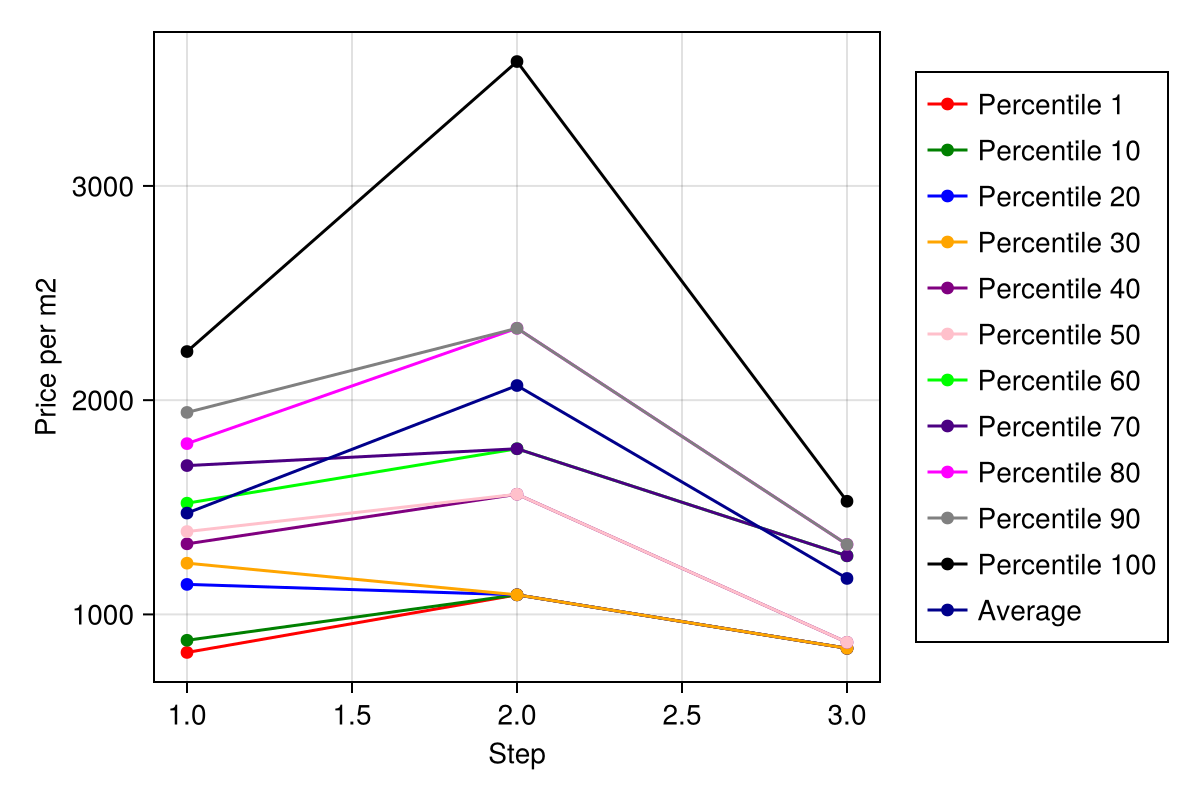 3000
2000
1000
Price per m2
1.0
1.5
2.0
2.5
3.0
Step
Percentile 1
Percentile 10
Percentile 20
Percentile 30
Percentile 40
Percentile 50
Percentile 60
Percentile 70
Percentile 80
Percentile 90
Percentile 100
Average